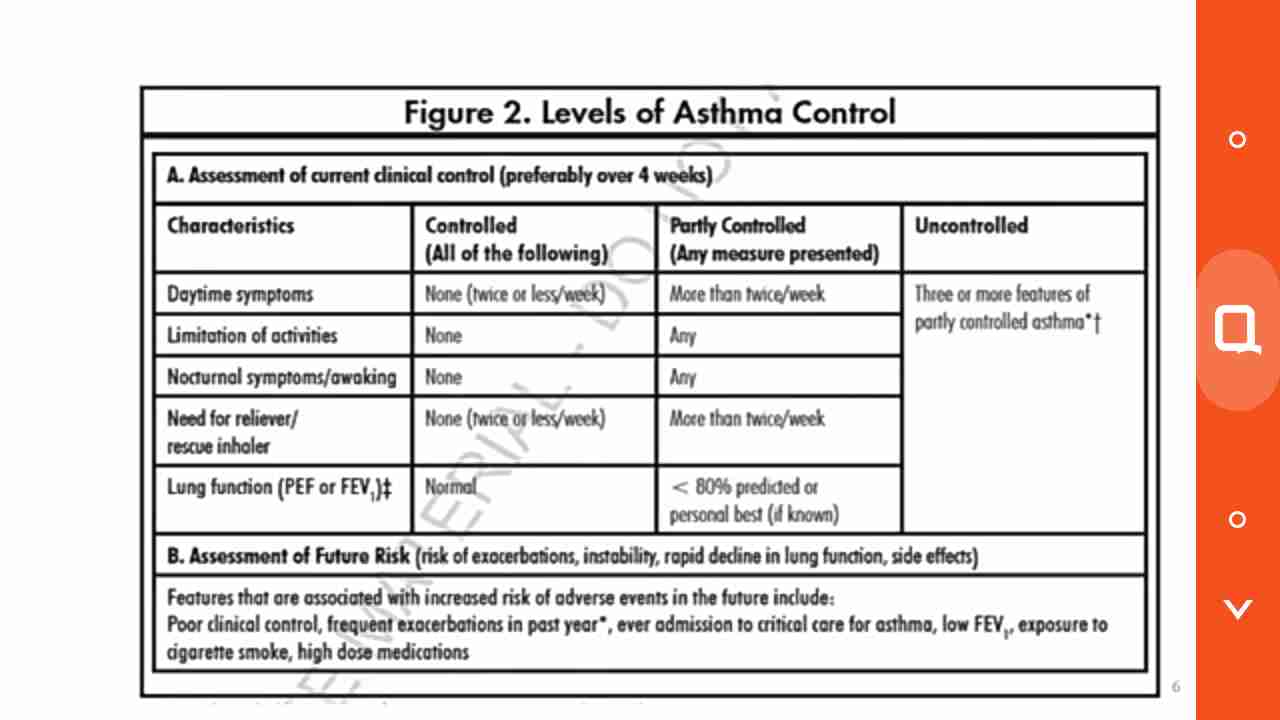 Figure 2. Levels of Asthma Control
A. Assessment of current clinical control (preferably over 4 weeks)
Characteristics
Controlled
(All of the following)
Partly Controlled
(Any measure presented)
Uncontrolled
Daytime symptoms
None (twice or less/week)
More than twice/week
Three or more features of
partly controlled asthma*†
Limitation of activities
None
Any
Nocturnal symptoms/awaking
None
Any
Need for reliever/
rescue inhaler
None (twice or less/week)
More than twice/week
Lung function (PEF or FEV₁)‡
Normal
< 80% predicted or
personal best (if known)
B. Assessment of Future Risk (risk of exacerbations, instability, rapid decline in lung function, side effects)
Features that are associated with increased risk of adverse events in the future include:
Poor clinical control, frequent exacerbations in past year*, ever admission to critical care for asthma, low FEV₁, exposure to
cigarette smoke, high dose medications
6